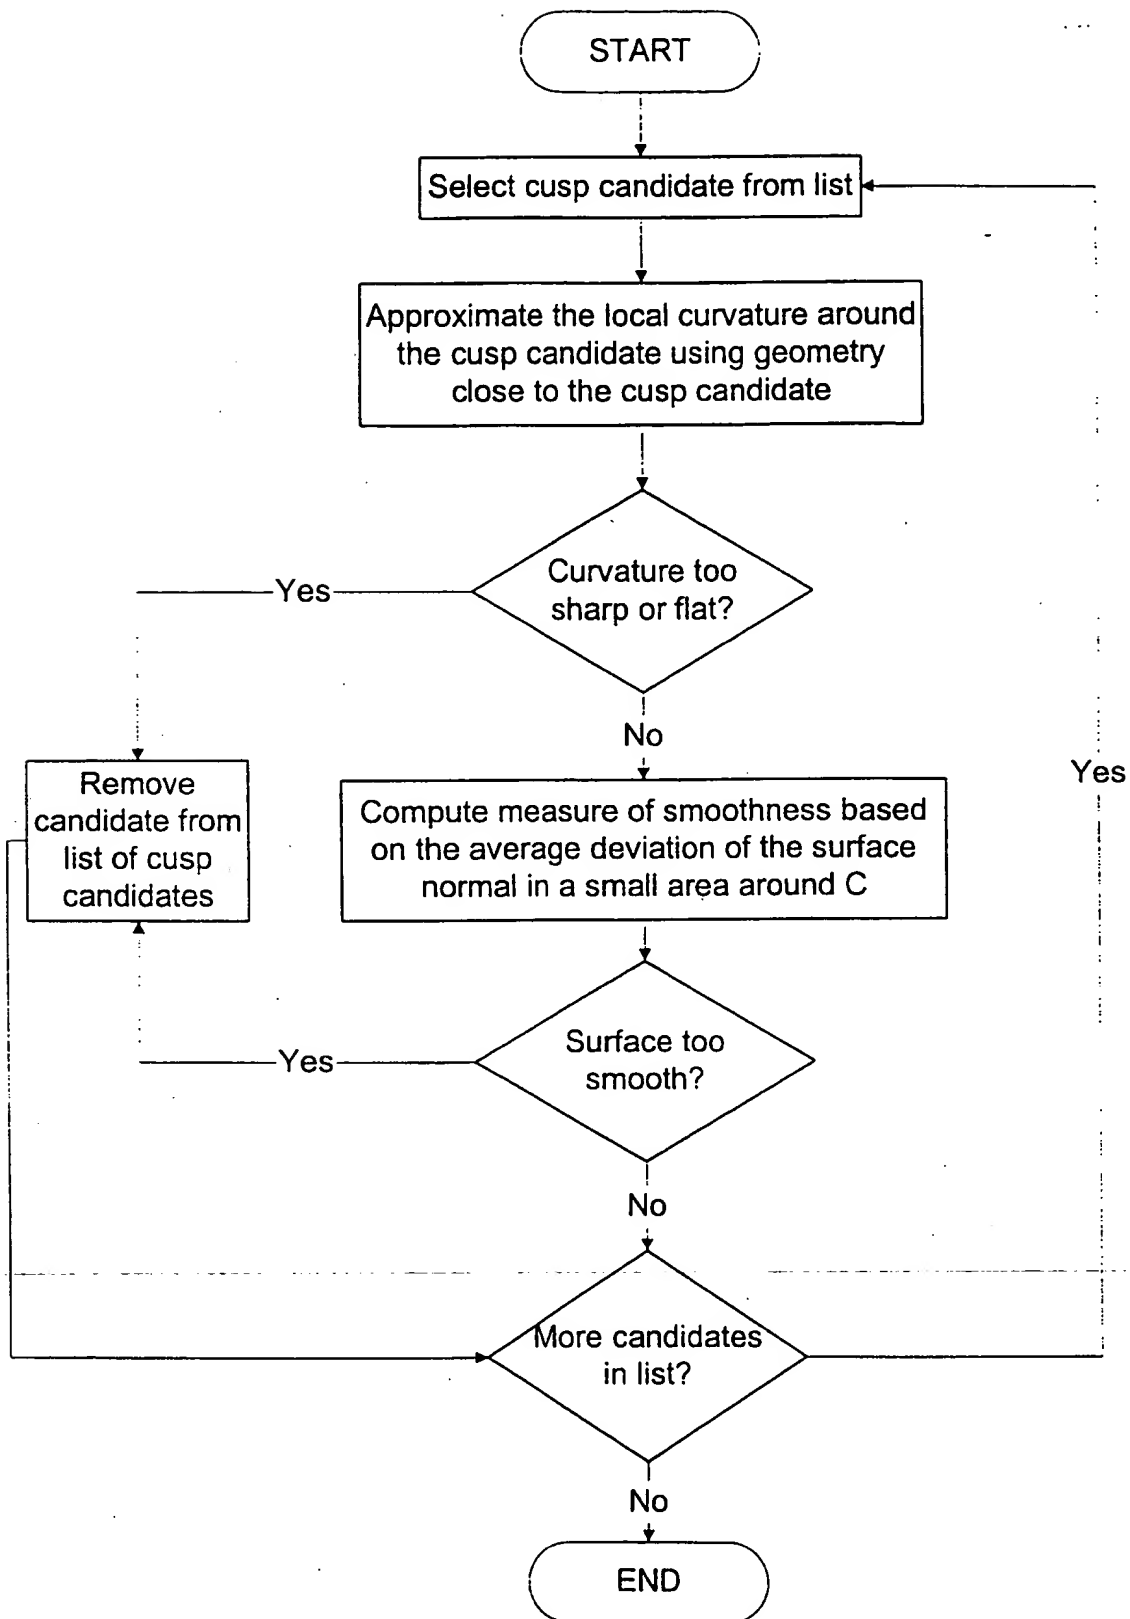 START
Select cusp candidate from list
Approximate the local curvature around
the cusp candidate using geometry
close to the cusp candidate
Curvature too
sharp or flat?
Yes
No
Remove
candidate from
list of cusp
candidates
Compute measure of smoothness based
on the average deviation of the surface
normal in a small area around C
Yes
Surface too
smooth?
Yes
No
More candidates
in list?
No
END